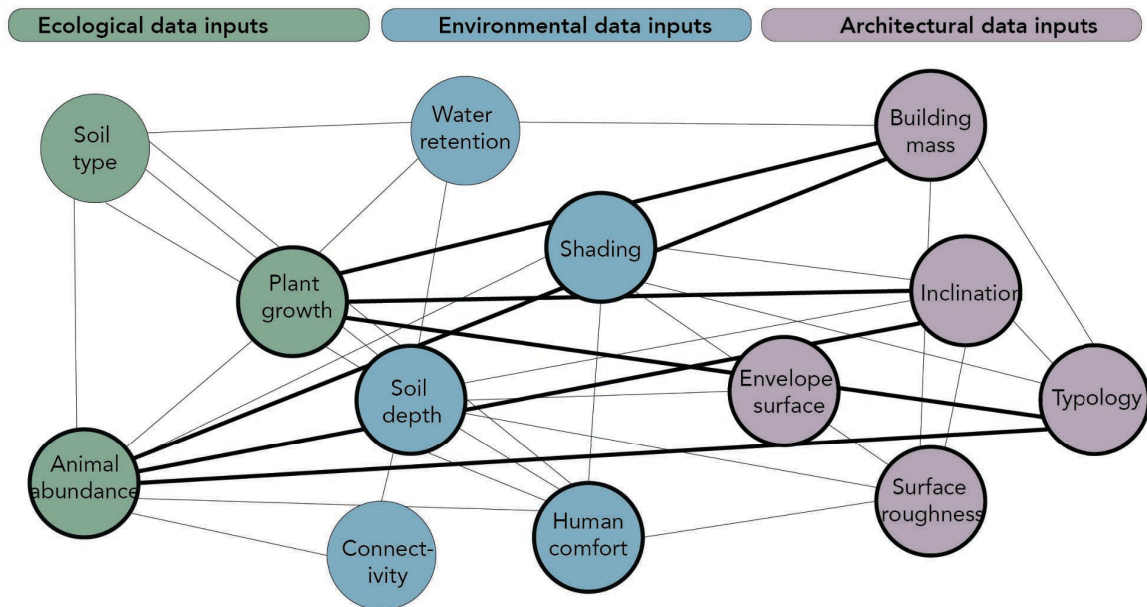 Ecological data inputs
Environmental data inputs
Architectural data inputs
Soil
type
Water
retention
Building
mass
Shading
Plant
growth
Inclination
Soil
depth
Envelope
surface
Typology
Animal
abundance
Surface
roughness
Connect-
ivity
Human
comfort